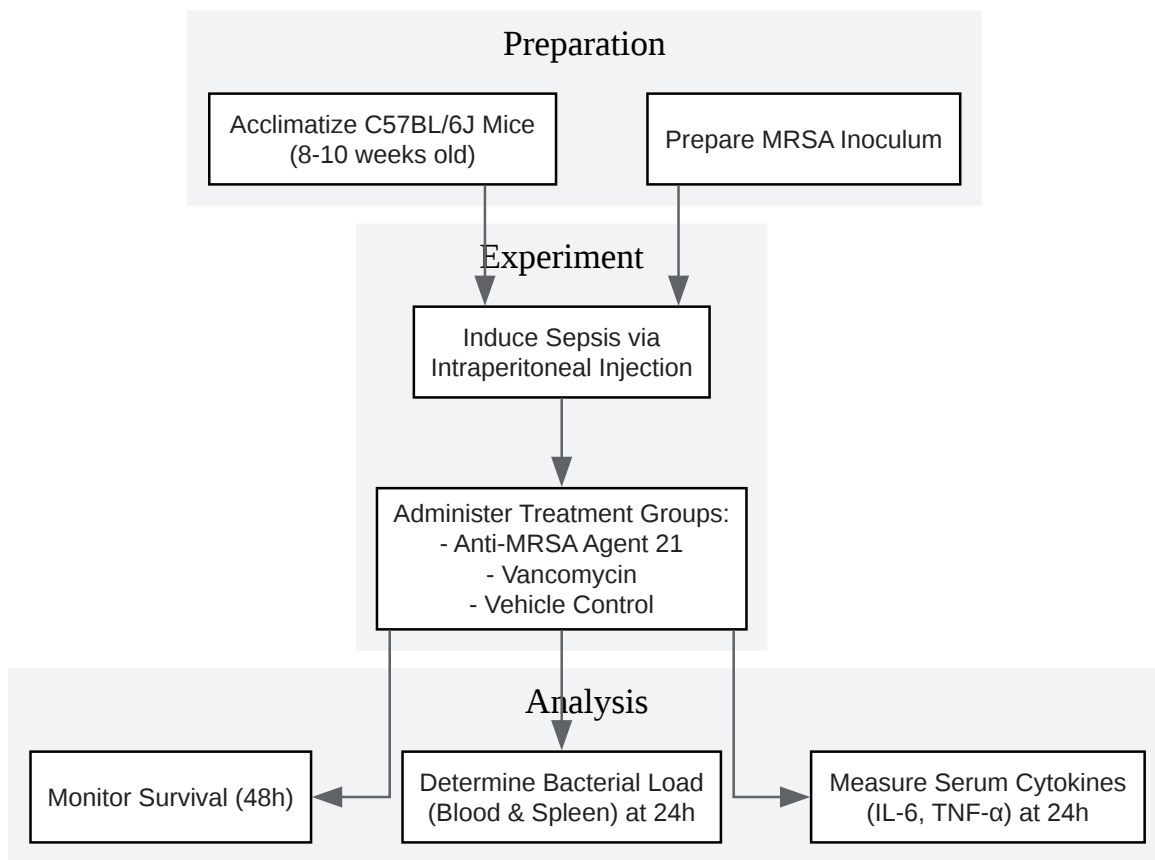 Preparation
Acclimatize C57BL/6J Mice
(8-10 weeks old)
Prepare MRSA Inoculum
Experiment
Induce Sepsis via
Intraperitoneal Injection
Administer Treatment Groups:
- Anti-MRSA Agent 21
- Vancomycin
- Vehicle Control
Analysis
Monitor Survival (48h)
Determine Bacterial Load
(Blood & Spleen) at 24h
Measure Serum Cytokines
(IL-6, TNF-α) at 24h